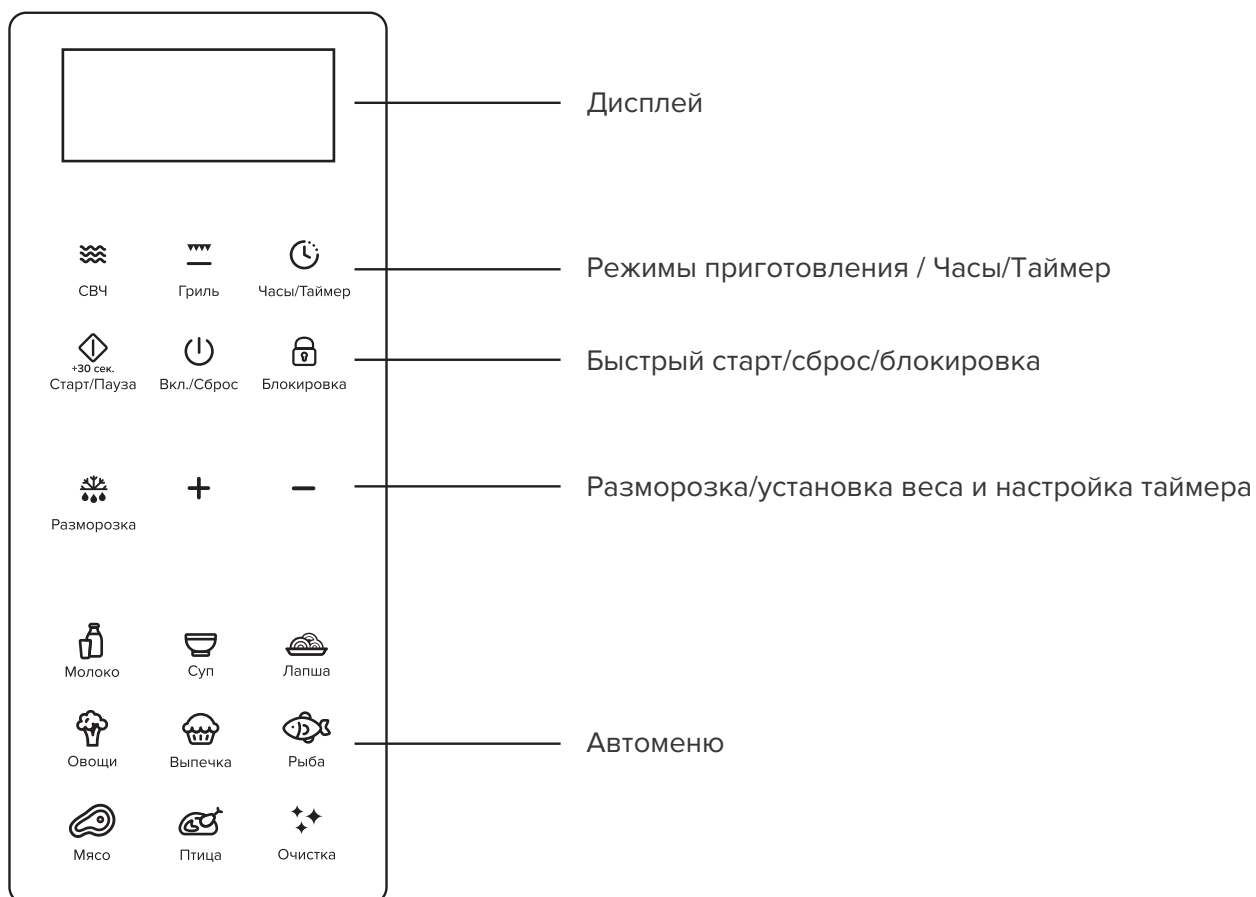 Дисплей
СВЧ Гриль Часы/Таймер
Режимы приготовления / Часы/Таймер
+30 сек.
Старт/Пауза Вкл./Сброс Блокировка
Быстрый старт/сброс/блокировка
Разморозка
Разморозка/установка веса и настройка таймера
Молоко Суп Лапша
Овощи Выпечка Рыба
Автоменю
Мясо Птица Очистка